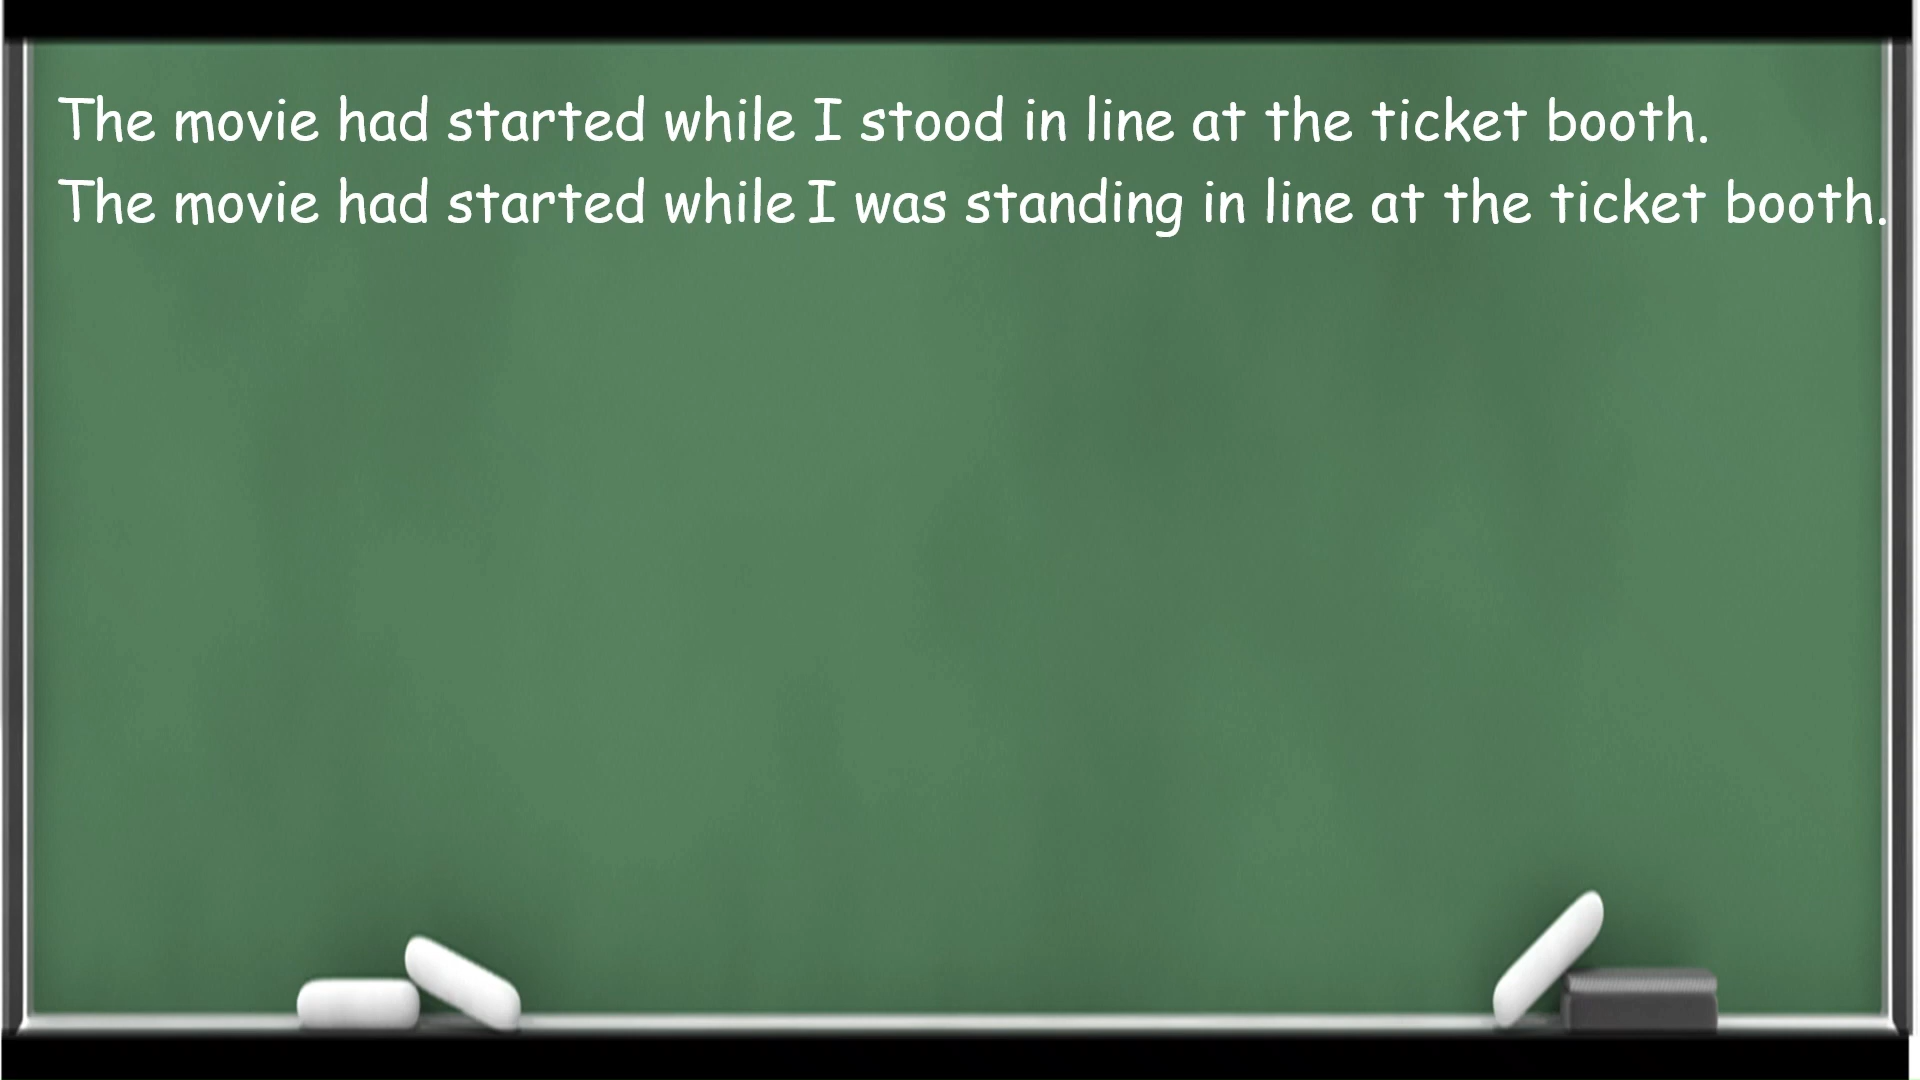 The movie had started while I stood in line at the ticket booth.
The movie had started while I was standing in line at the ticket booth.